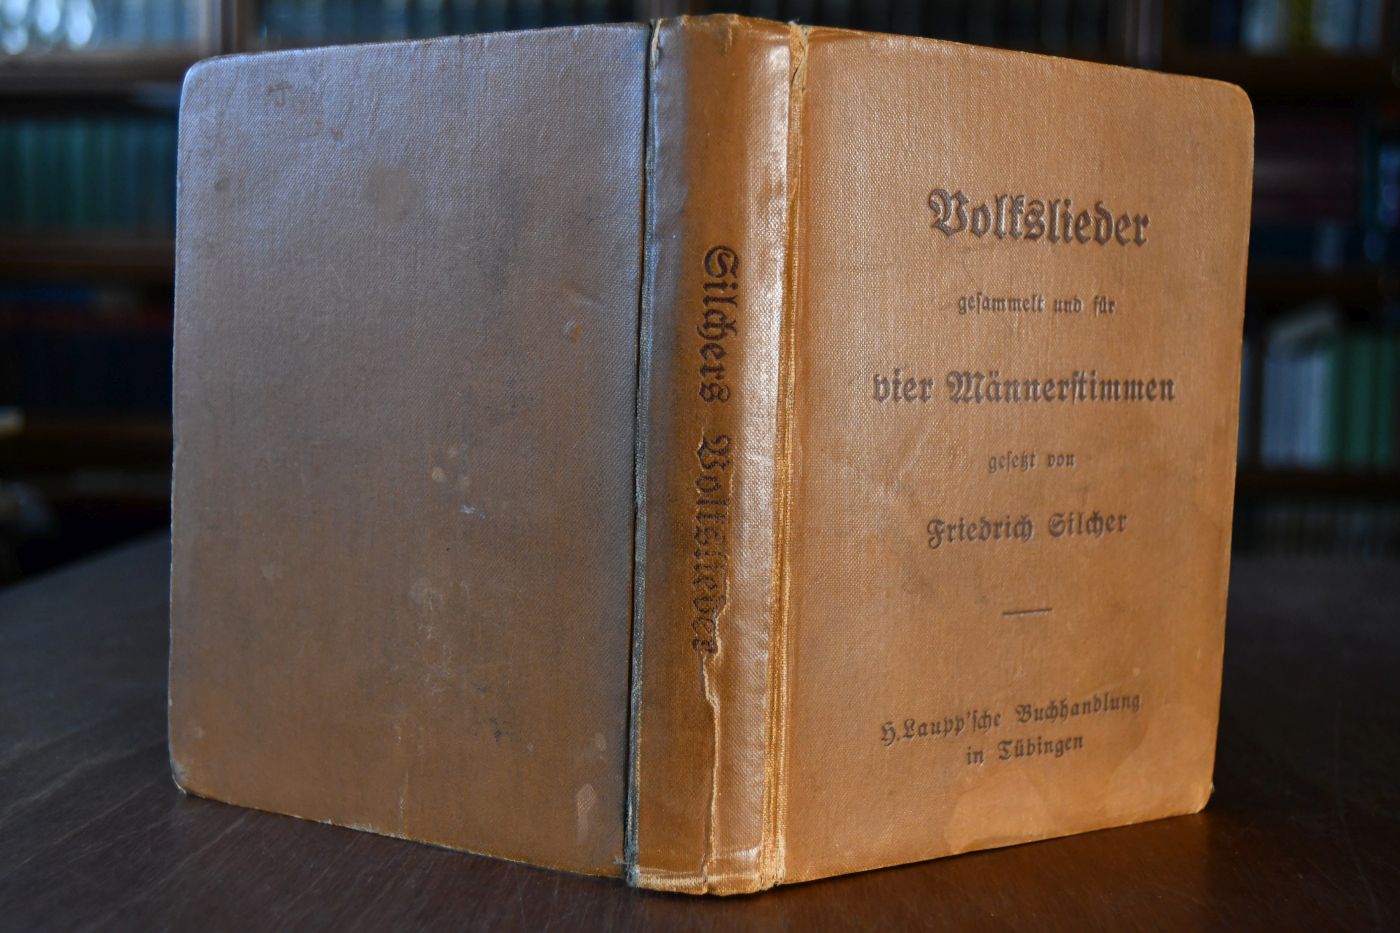 Silchers Volkslieder
Volkslieder
gesammelt und für
vier Männerstimmen
gesetzt von
Friedrich Silcher
H. Laupp'sche Buchhandlung
in Tübingen